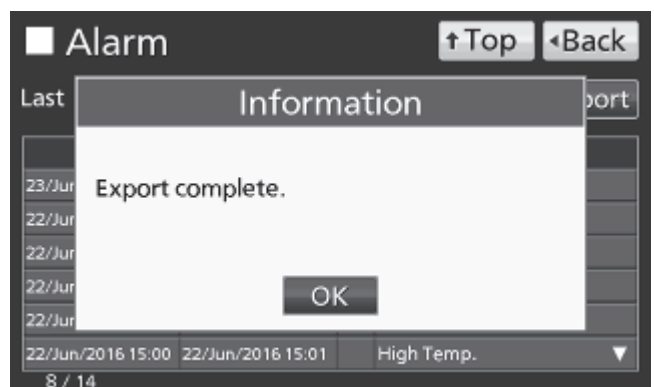 Alarm
↑Top
◂Back
Last
Information
port
Export complete.
23/Jun
22/Jun
22/Jun
22/Jun
22/Jun
OK
22/Jun/2016 15:00 22/Jun/2016 15:01 High Temp. ▼
8 / 14